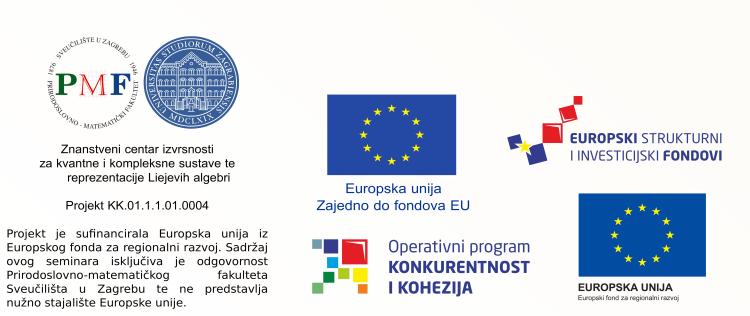 SVEUČILIŠTE U ZAGREBU
1876
1946
PMF
PRIRODOSLOVNO - MATEMATIČKI FAKULTET
UNIVERSITAS STUDIORUM ZAGRABIENSIS
MDCLXIX
Znanstveni centar izvrsnosti
za kvantne i kompleksne sustave te
reprezentacije Liejevih algebri
Projekt KK.01.1.1.01.0004
Projekt je sufinancirala Europska unija iz
Europskog fonda za regionalni razvoj. Sadržaj
ovog seminara isključiva je odgovornost
Prirodoslovno-matematičkog fakulteta
Sveučilišta u Zagrebu te ne predstavlja
nužno stajalište Europske unije.
Europska unija
Zajedno do fondova EU
Operativni program
KONKURENTNOST
I KOHEZIJA
EUROPSKI STRUKTURNI
I INVESTICIJSKI FONDOVI
EUROPSKA UNIJA
Europski fond za regionalni razvoj